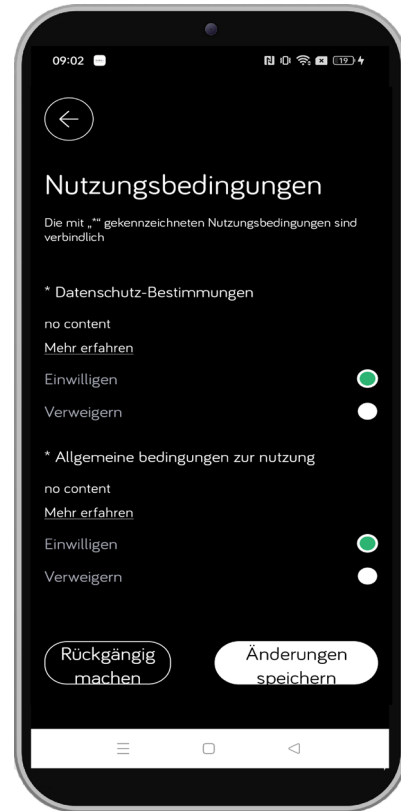 09:02
19
Nutzungsbedingungen
Die mit „*" gekennzeichneten Nutzungsbedingungen sind
verbindlich
* Datenschutz-Bestimmungen
no content
Mehr erfahren
Einwilligen
Verweigern
* Allgemeine bedingungen zur nutzung
no content
Mehr erfahren
Einwilligen
Verweigern
Rückgängig
machen
Änderungen
speichern